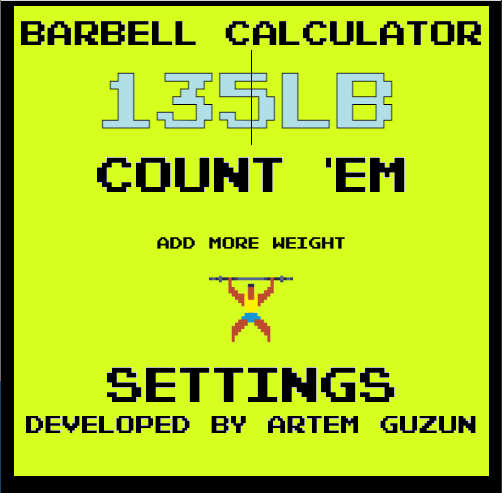 BARBELL CALCULATOR
135LB
COUNT 'EM
ADD MORE WEIGHT
SETTINGS
DEVELOPED BY ARTEM GUZUN